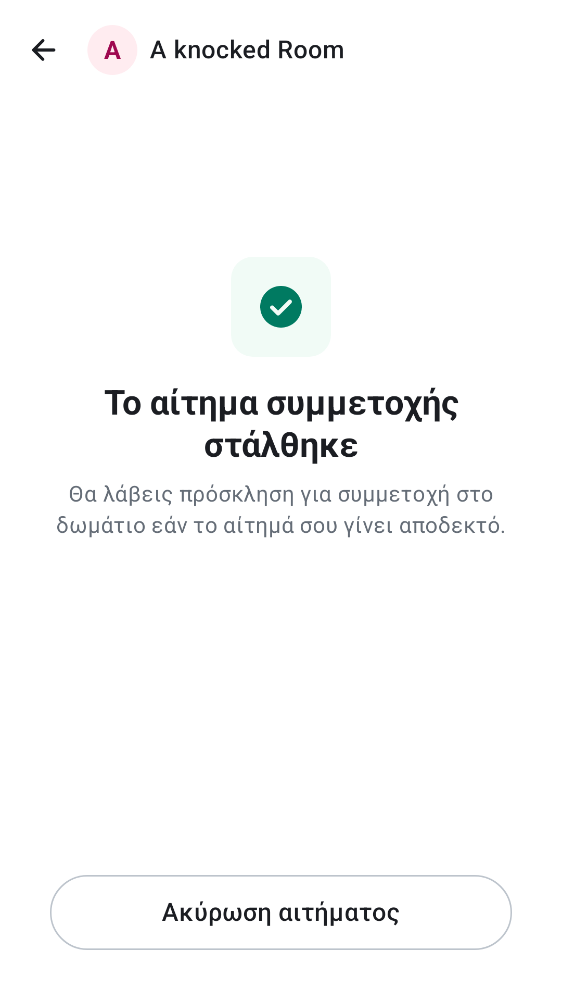 A
A knocked Room
Το αίτημα συμμετοχής
στάλθηκε
Θα λάβεις πρόσκληση για συμμετοχή στο
δωμάτιο εάν το αίτημά σου γίνει αποδεκτό.
Ακύρωση αιτήματος